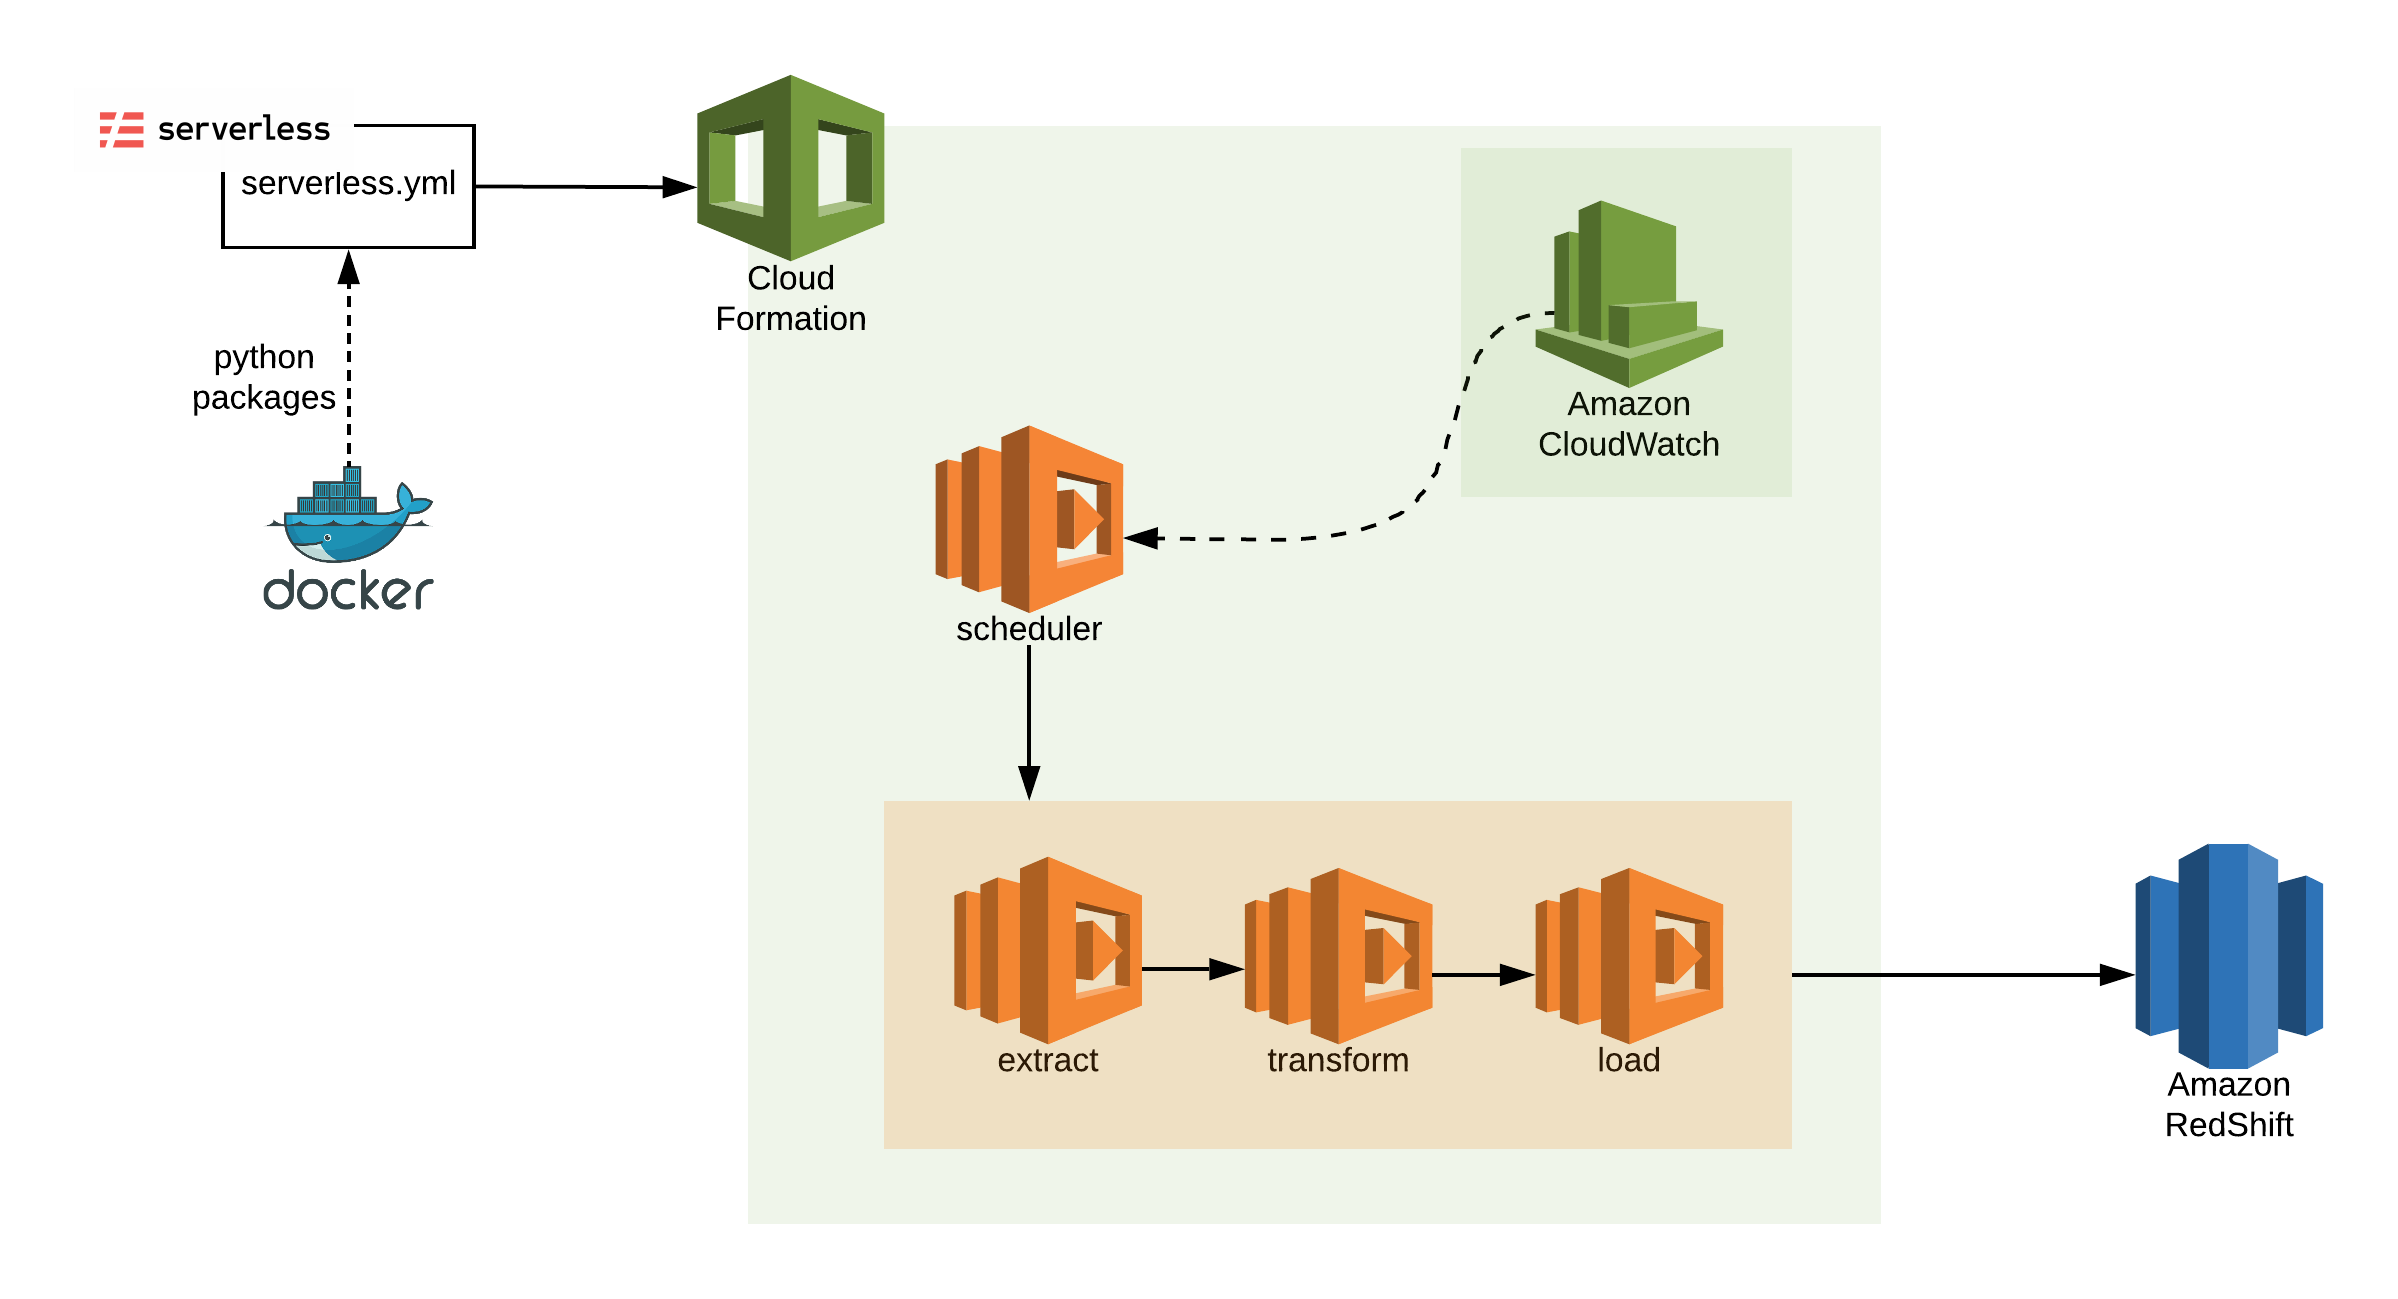 serverless
serverless.yml
Cloud
Formation
python
packages
docker
Amazon
CloudWatch
scheduler
extract
transform
load
Amazon
RedShift